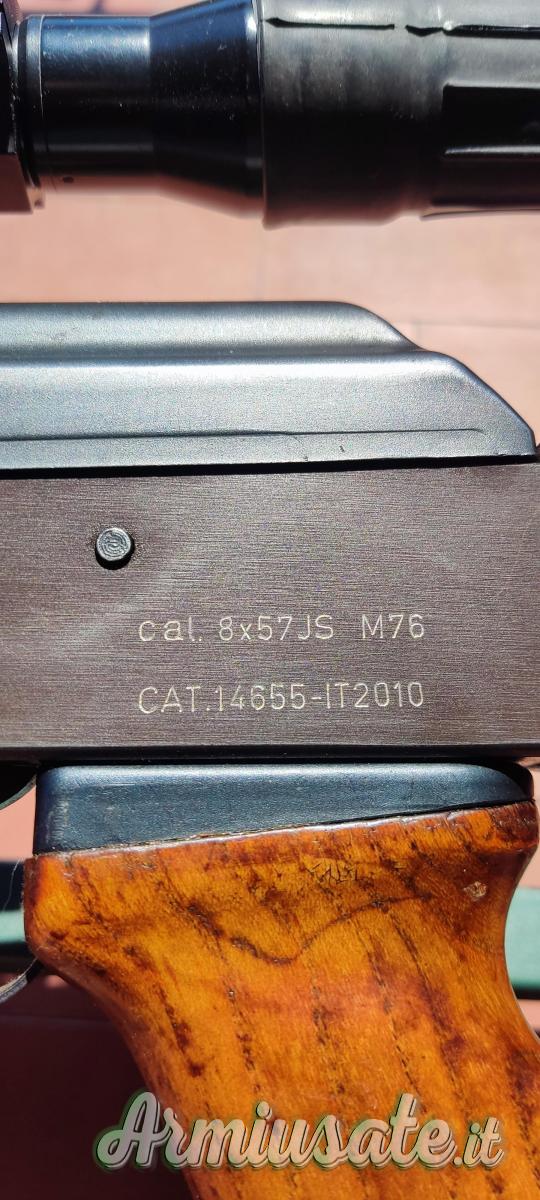 cal. 8x57JS M76
CAT.14655-IT2010
Armiusate.it